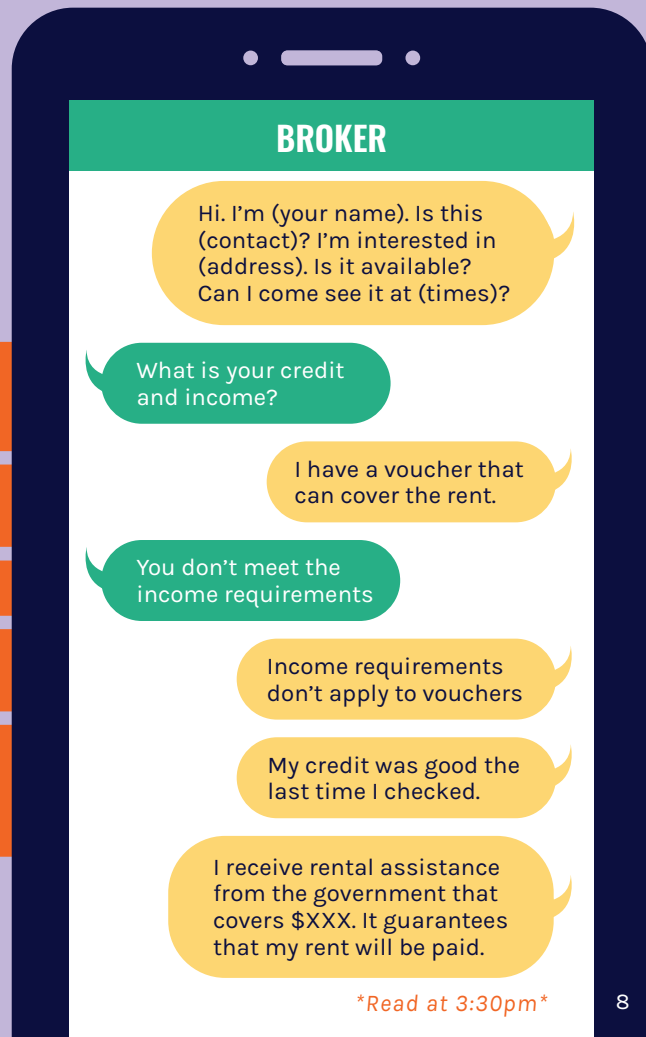 BROKER
Hi. I’m (your name). Is this
(contact)? I’m interested in
(address). Is it available?
Can I come see it at (times)?
What is your credit
and income?
I have a voucher that
can cover the rent.
You don’t meet the
income requirements
Income requirements
don’t apply to vouchers
My credit was good the
last time I checked.
I receive rental assistance
from the government that
covers $XXX. It guarantees
that my rent will be paid.
*Read at 3:30pm*
8